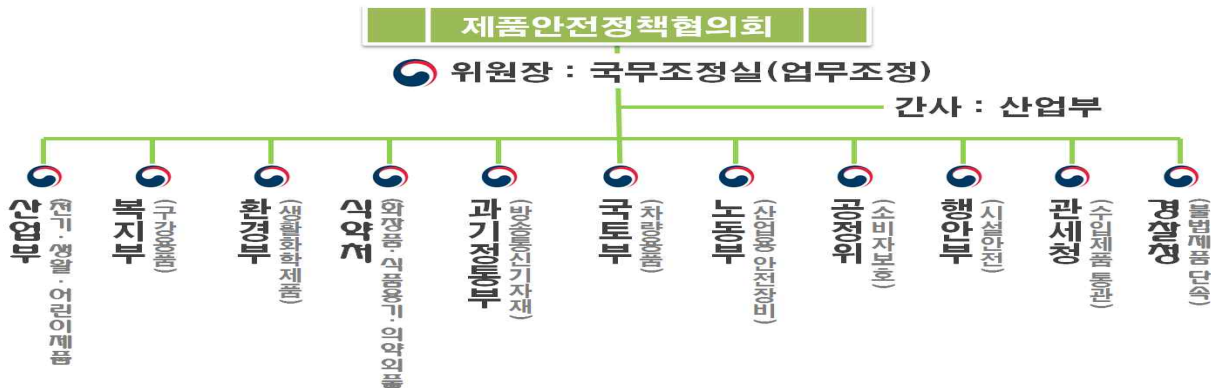 제품안전정책협의회
위원장 : 국무조정실(업무조정)
간사 : 산업부
산업부
(전기·생활·어린이제품
복지부
(구강용품)
환경부
(생활화학제품)
식약처
(화장품·식품용기·의약외품
과기정통부
(방송통신기자재)
국토부
(차량용품)
노동부
(산업용 안전장비)
공정위
(소비자보호)
행안부
(시설안전)
관세청
(수입제품 통관)
경찰청
(불법제품 단속)